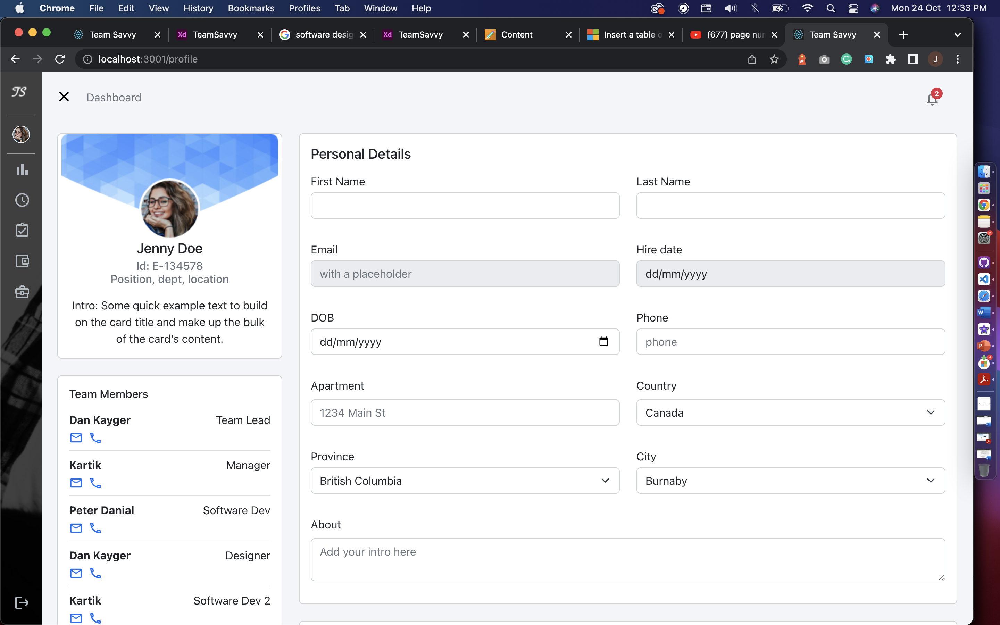 Chrome File Edit View History Bookmarks Profiles Tab Window Help Mon 24 Oct 12:33 PM
Team Savvy TeamSavvy software desig TeamSavvy Content Insert a table o (677) page nun Team Savvy
localhost:3001/profile
J
TS
Dashboard
2
Jenny Doe
Id: E-134578
Position, dept, location
Intro: Some quick example text to build
on the card title and make up the bulk
of the card's content.
Team Members
Dan Kayger Team Lead
Kartik Manager
Peter Danial Software Dev
Dan Kayger Designer
Kartik Software Dev 2
Personal Details
First Name Last Name
Email Hire date
with a placeholder dd/mm/yyyy
DOB Phone
dd/mm/yyyy phone
Apartment Country
1234 Main St Canada
Province City
British Columbia Burnaby
About
Add your intro here